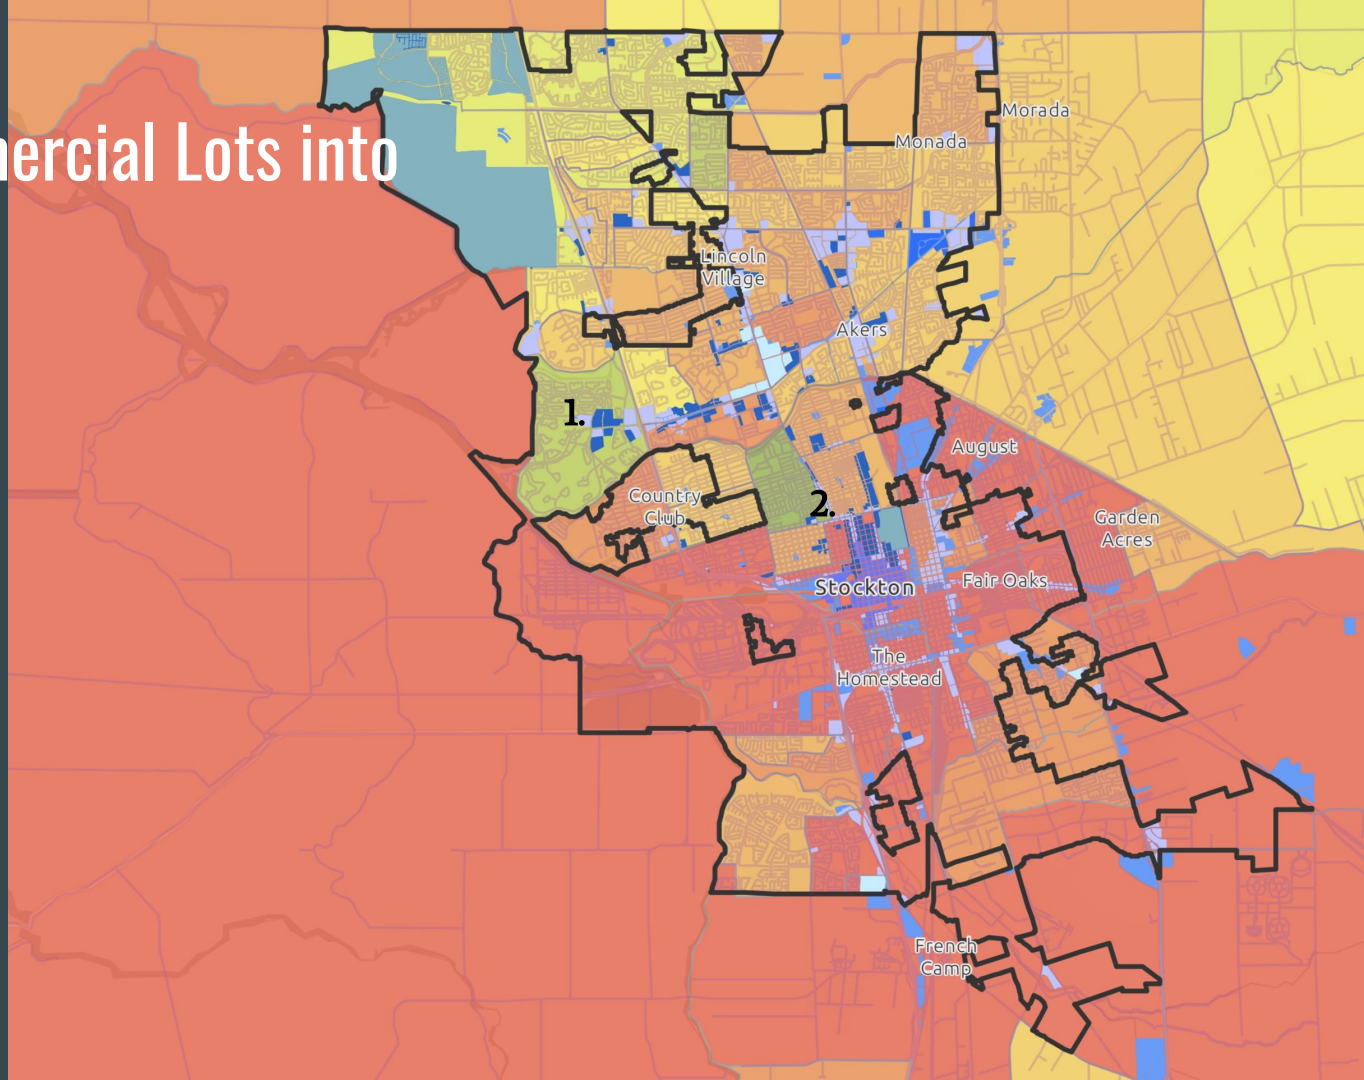 Morada
Monada
ercial Lots into
Lincoln
Village
Akers
1.
August
Country
Club
2.
Garden
Acres
Stockton
Fair Oaks
The
Homestead
French
Camp